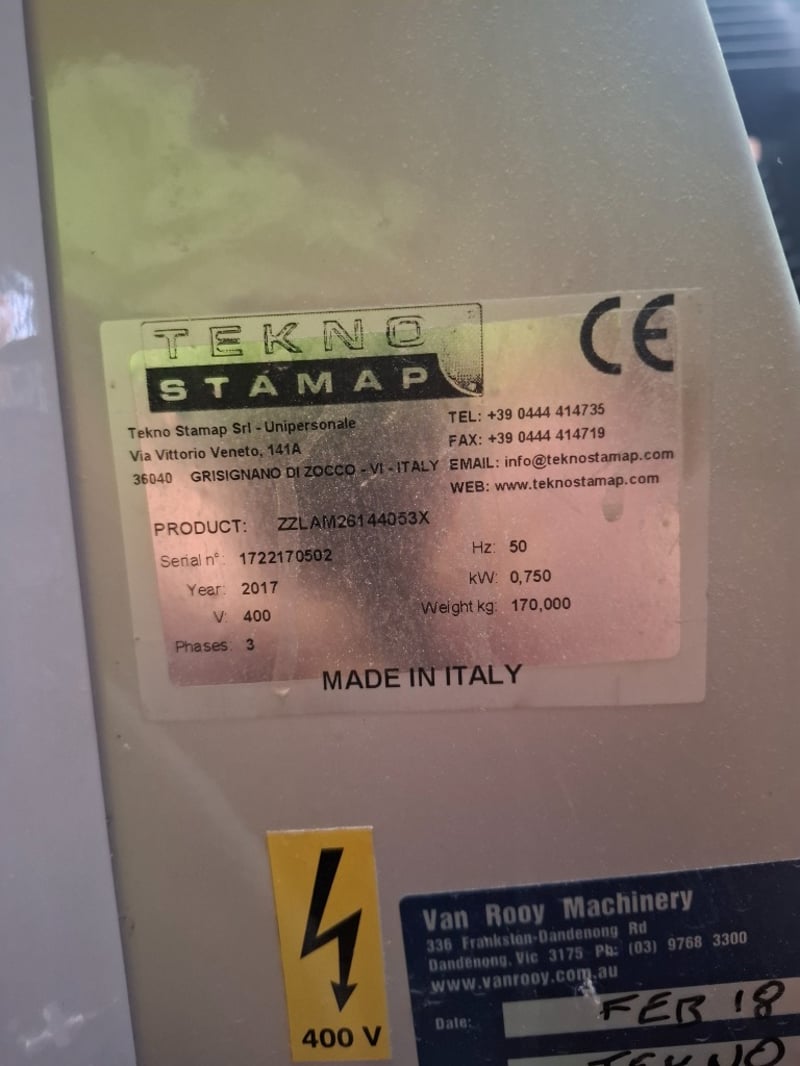 TEKNO
STAMAP
CE
Tekno Stamap Srl - Unipersonale
Via Vittorio Veneto, 141A
36040 GRISIGNANO DI ZOCCO - VI - ITALY
TEL: +39 0444 414735
FAX: +39 0444 414719
EMAIL: info@teknostamap.com
WEB: www.teknostamap.com
PRODUCT: ZZLAM26144053X
Serial n°: 1722170502
Year: 2017
V: 400
Phases: 3
Hz: 50
kW: 0,750
Weight kg: 170,000
MADE IN ITALY
400 V
Van Rooy Machinery
336 Frankston-Dandenong Rd
Dandenong, Vic 3175 Ph: (03) 9768 3300
www.vanrooy.com.au
Date: FEB 18
TEKNO